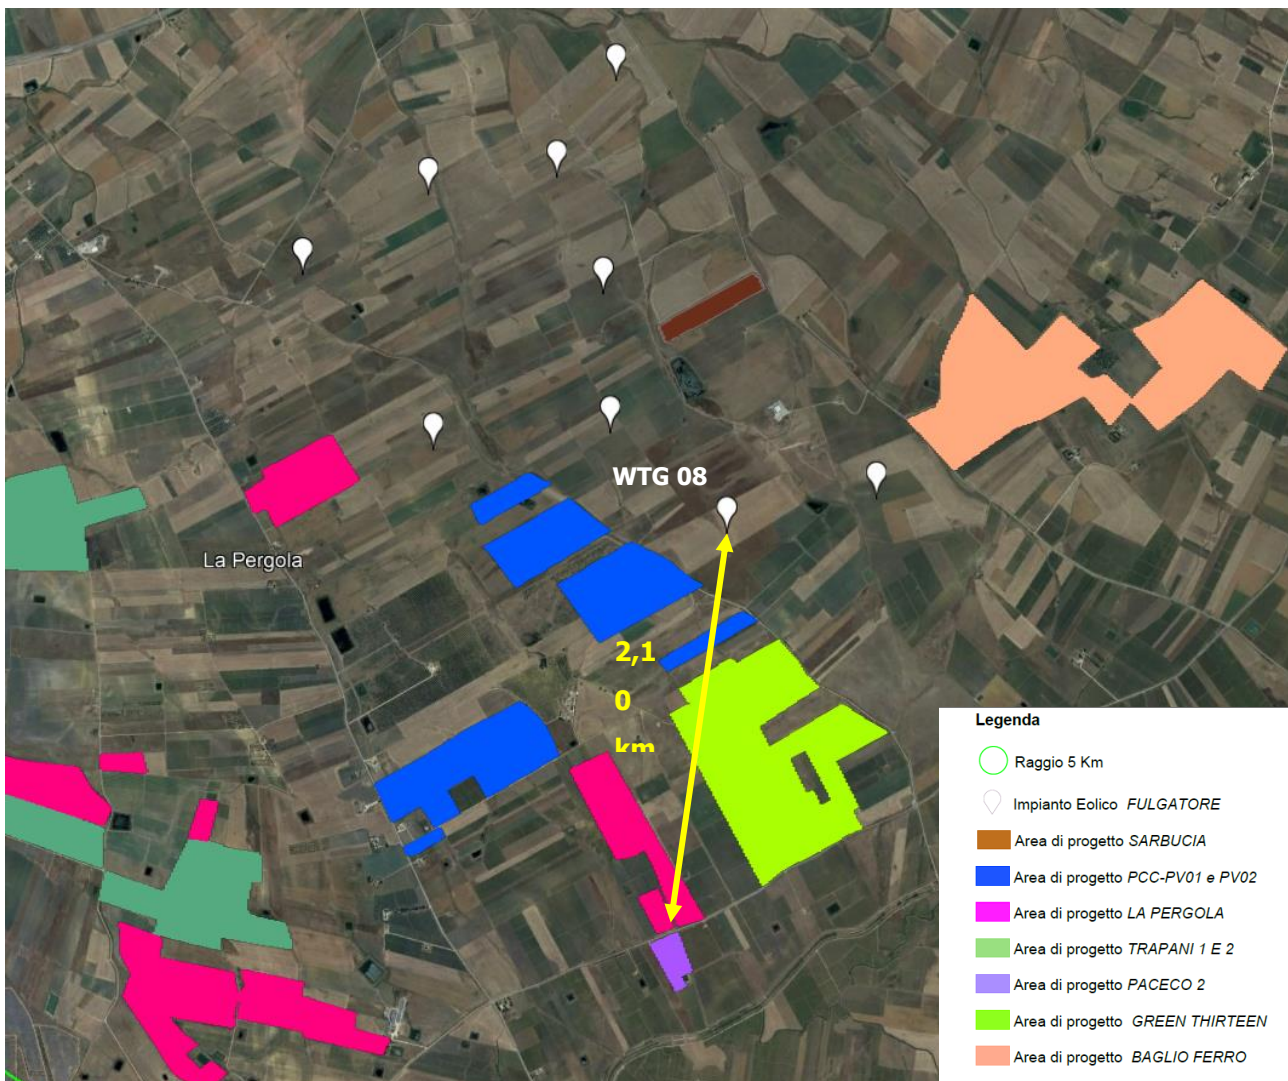 WTG 08
La Pergola
2,1
0
km
Legenda
Raggio 5 Km
Impianto Eolico FULGATORE
Area di progetto SARBUCIA
Area di progetto PCC-PV01 e PV02
Area di progetto LA PERGOLA
Area di progetto TRAPANI 1 E 2
Area di progetto PACECO 2
Area di progetto GREEN THIRTEEN
Area di progetto BAGLIO FERRO